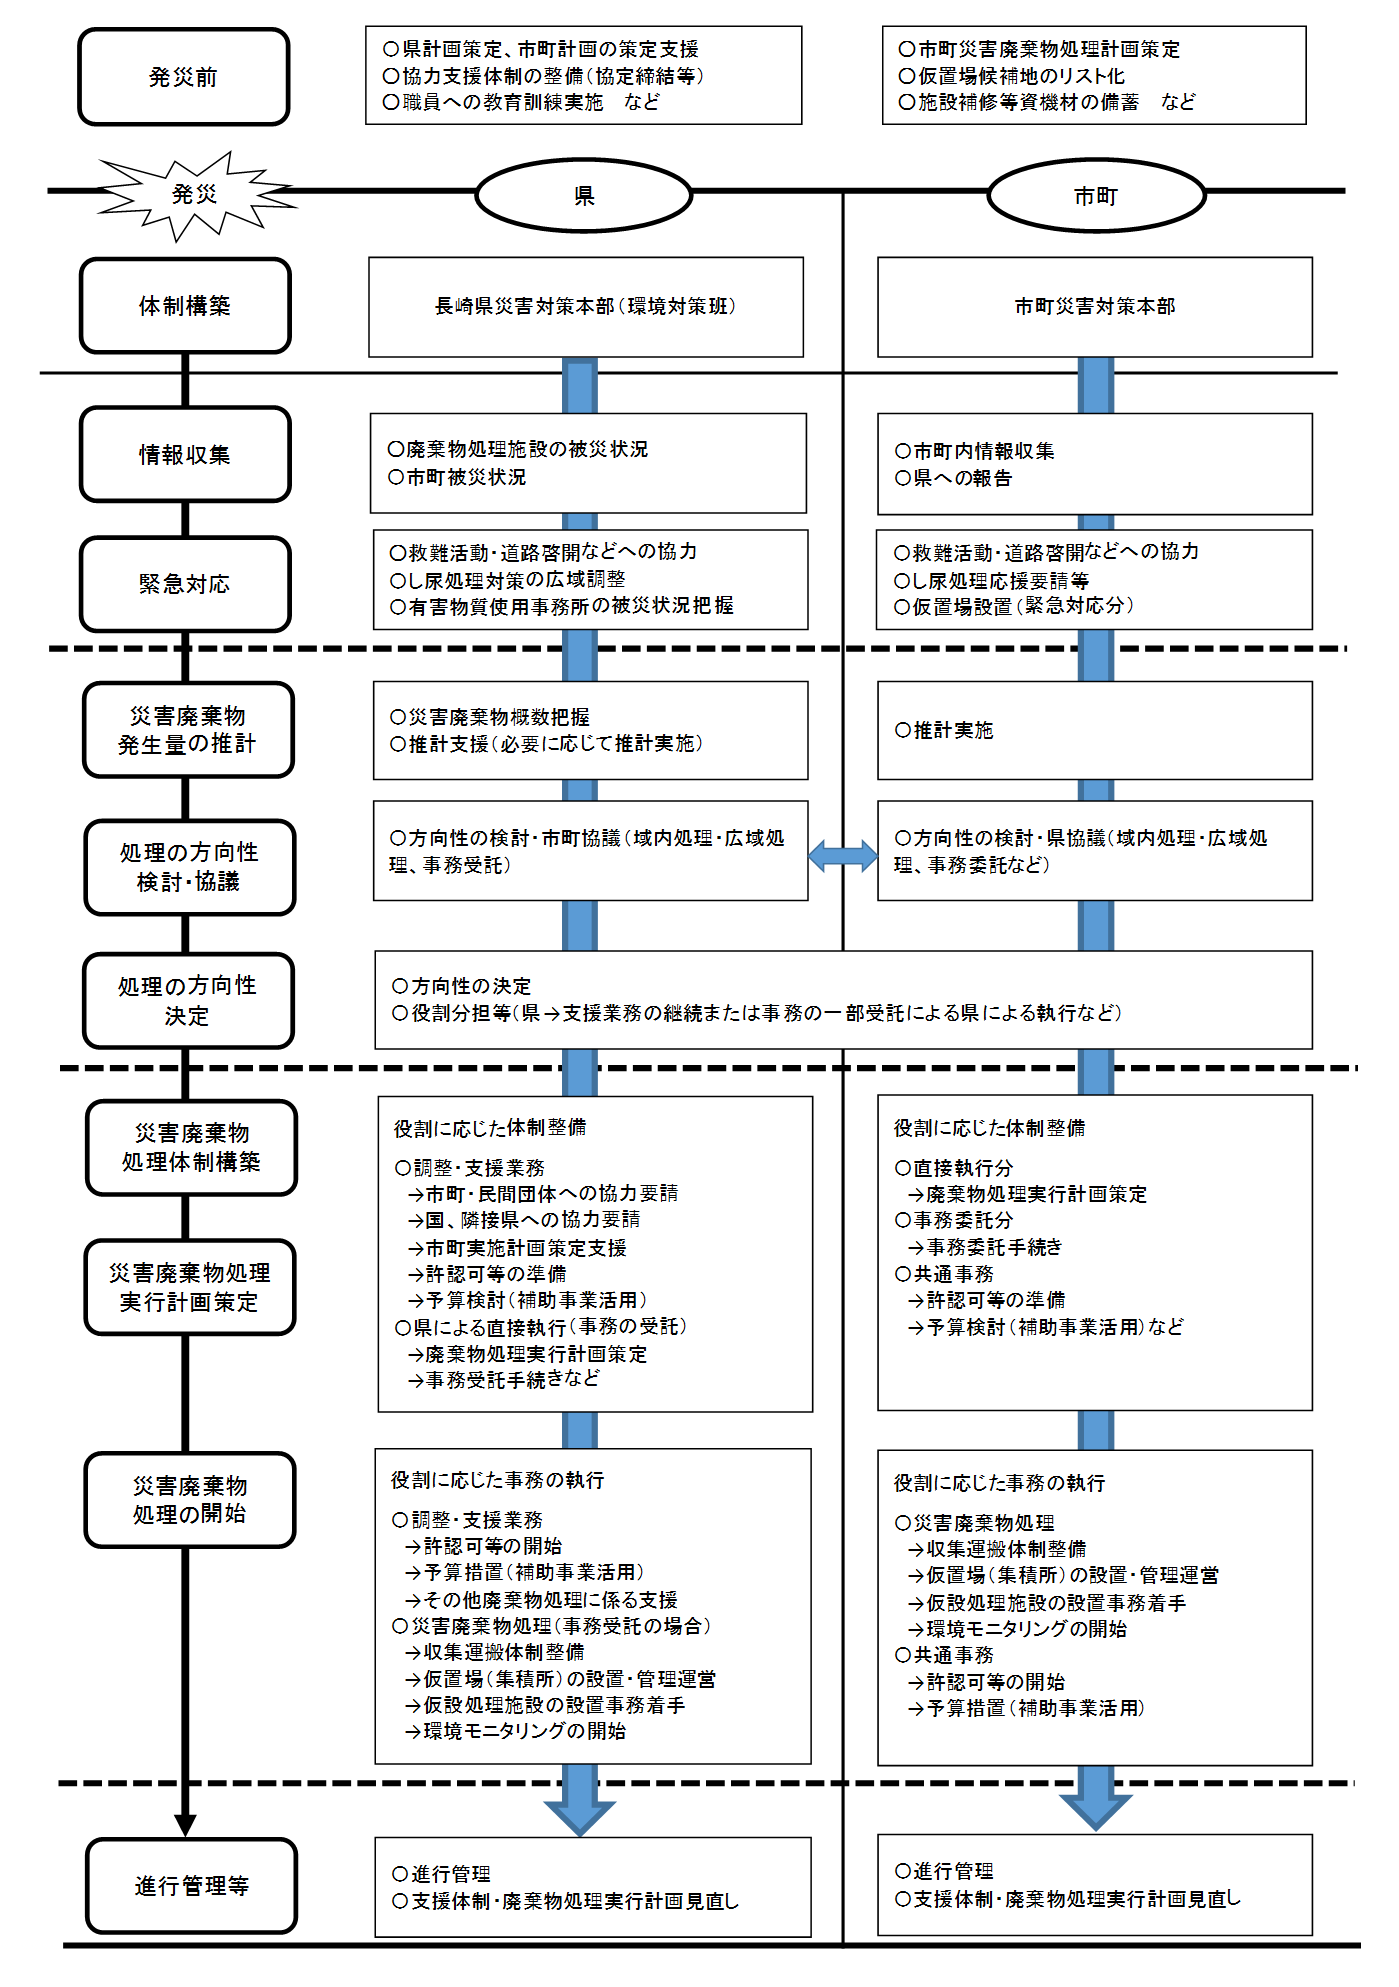 発災前
〇県計画策定、市町計画の策定支援
〇協力支援体制の整備（協定締結等）
〇職員への教育訓練実施　など
〇市町災害廃棄物処理計画策定
〇仮置場候補地のリスト化
〇施設補修等資機材の備蓄　など
発災
県
市町
体制構築
長崎県災害対策本部（環境対策班）
市町災害対策本部
情報収集
〇廃棄物処理施設の被災状況
〇市町被災状況
〇市町内情報収集
〇県への報告
緊急対応
〇救難活動・道路啓開などへの協力
〇し尿処理対策の広域調整
〇有害物質使用事務所の被災状況把握
〇救難活動・道路啓開などへの協力
〇し尿処理応援要請等
〇仮置場設置（緊急対応分）
災害廃棄物
発生量の推計
〇災害廃棄物概数把握
〇推計支援（必要に応じて推計実施）
〇推計実施
処理の方向性
検討・協議
〇方向性の検討・市町協議（域内処理・広域処
理、事務受託）
〇方向性の検討・県協議（域内処理・広域処
理、事務委託など）
処理の方向性
決定
〇方向性の決定
〇役割分担等（県→支援業務の継続または事務の一部受託による県による執行など）
災害廃棄物
処理体制構築
災害廃棄物処理
実行計画策定
役割に応じた体制整備
〇調整・支援業務
→市町・民間団体への協力要請
→国、隣接県への協力要請
→市町実施計画策定支援
→許認可等の準備
→予算検討（補助事業活用）
〇県による直接執行（事務の受託）
→廃棄物処理実行計画策定
→事務受託手続きなど
役割に応じた体制整備
〇直接執行分
→廃棄物処理実行計画策定
〇事務委託分
→事務委託手続き
〇共通事務
→許認可等の準備
→予算検討（補助事業活用）など
災害廃棄物
処理の開始
役割に応じた事務の執行
〇調整・支援業務
→許認可等の開始
→予算措置（補助事業活用）
→その他廃棄物処理に係る支援
〇災害廃棄物処理（事務受託の場合）
→収集運搬体制整備
→仮置場（集積所）の設置・管理運営
→仮設処理施設の設置事務着手
→環境モニタリングの開始
役割に応じた事務の執行
〇災害廃棄物処理
→収集運搬体制整備
→仮置場（集積所）の設置・管理運営
→仮設処理施設の設置事務着手
→環境モニタリングの開始
〇共通事務
→許認可等の開始
→予算措置（補助事業活用）
進行管理等
〇進行管理
〇支援体制・廃棄物処理実行計画見直し
〇進行管理
〇支援体制・廃棄物処理実行計画見直し